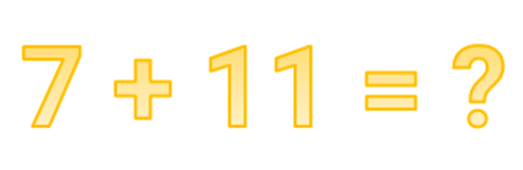 7 + 11 = ?